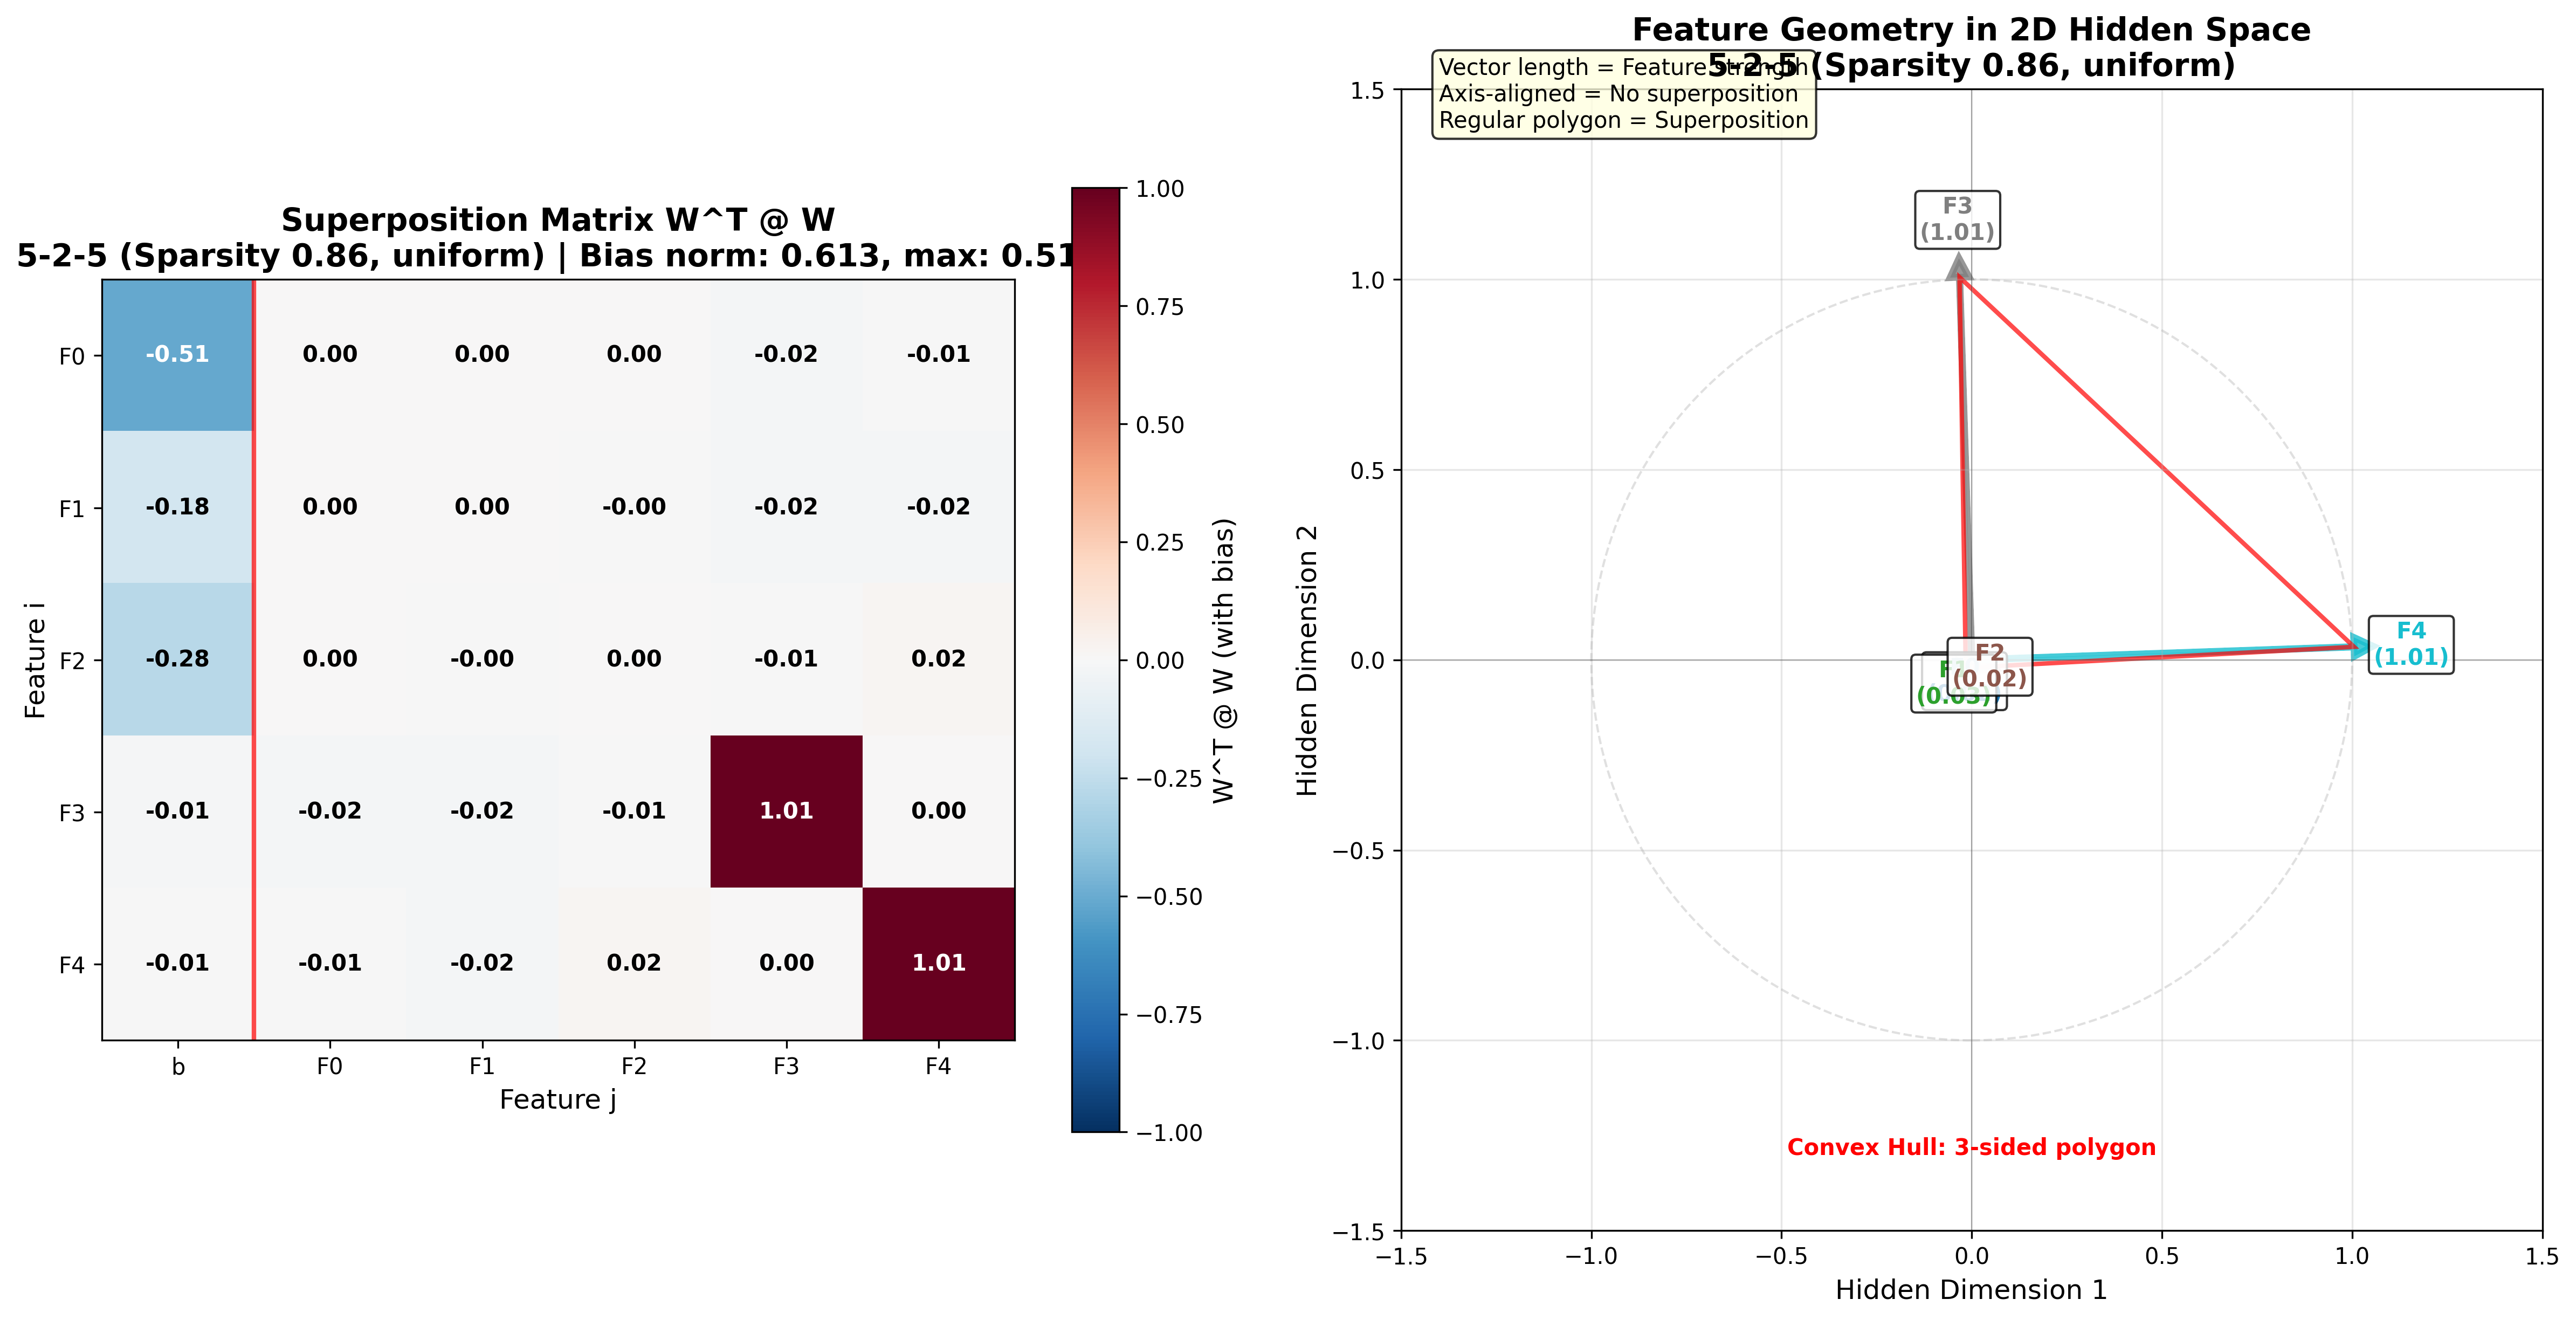 Superposition Matrix W^T @ W
5-2-5 (Sparsity 0.86, uniform) | Bias norm: 0.613, max: 0.51
F0
F1
F2
F3
F4
Feature i
-0.51 0.00 0.00 0.00 -0.02 -0.01
-0.18 0.00 0.00 -0.00 -0.02 -0.02
-0.28 0.00 -0.00 0.00 -0.01 0.02
-0.01 -0.02 -0.02 -0.01 1.01 0.00
-0.01 -0.01 -0.02 0.02 0.00 1.01
b F0 F1 F2 F3 F4
Feature j
1.00
0.75
0.50
0.25
0.00
−0.25
−0.50
−0.75
−1.00
W^T @ W (with bias)
Feature Geometry in 2D Hidden Space
5-2-5 (Sparsity 0.86, uniform)
Vector length = Feature strength
Axis-aligned = No superposition
Regular polygon = Superposition
1.5
1.0
0.5
0.0
−0.5
−1.0
−1.5
Hidden Dimension 2
F3
(1.01)
F4
(1.01)
F2
(0.02)
(0.03)
Convex Hull: 3-sided polygon
−1.5 −1.0 −0.5 0.0 0.5 1.0 1.5
Hidden Dimension 1